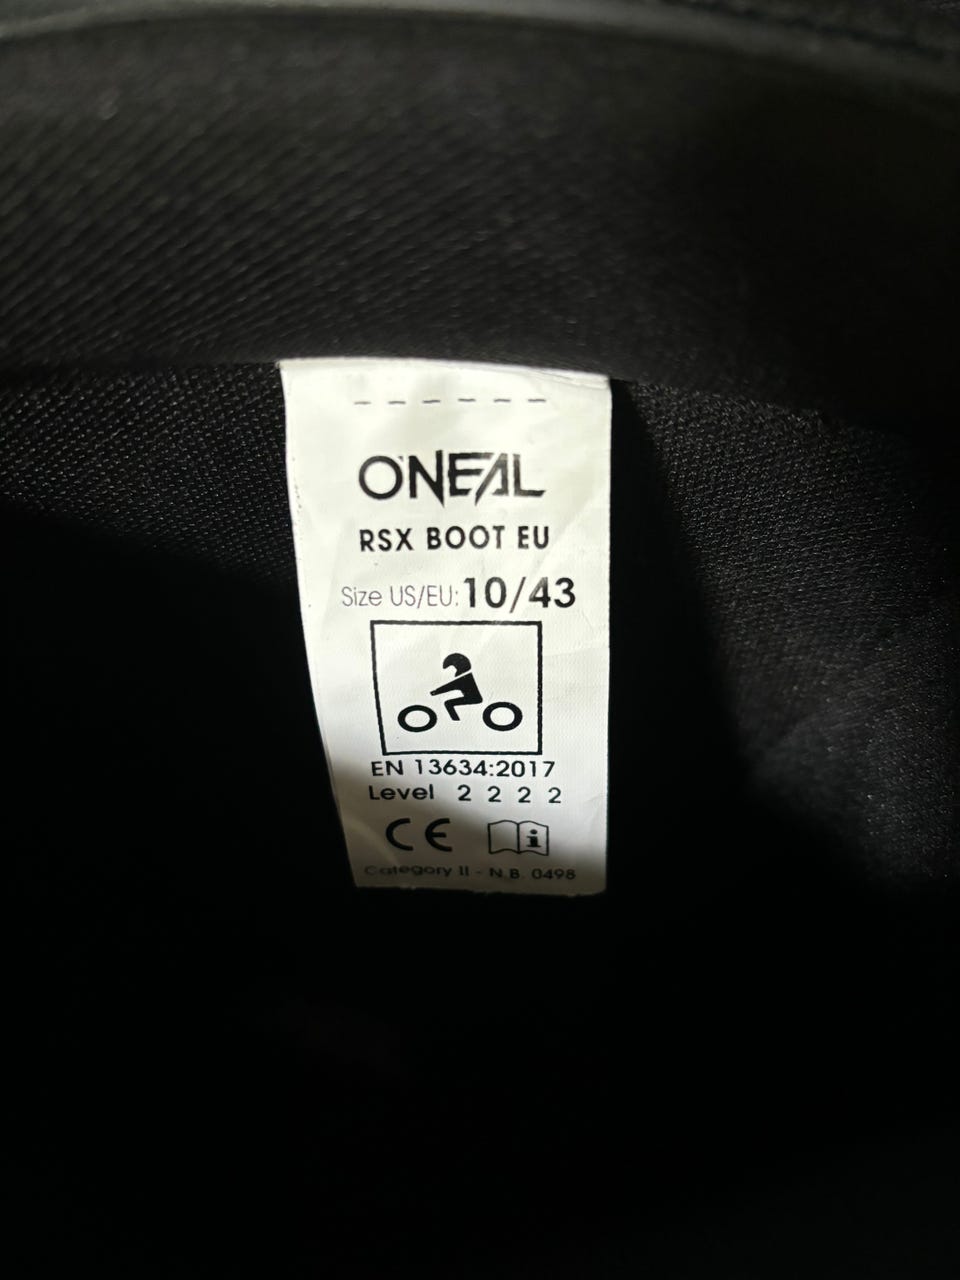 O'NEAL
RSX BOOT EU
Size US/EU: 10/43
EN 13634:2017
Level 2 2 2 2
CE
i
Category II - N.B. 0498